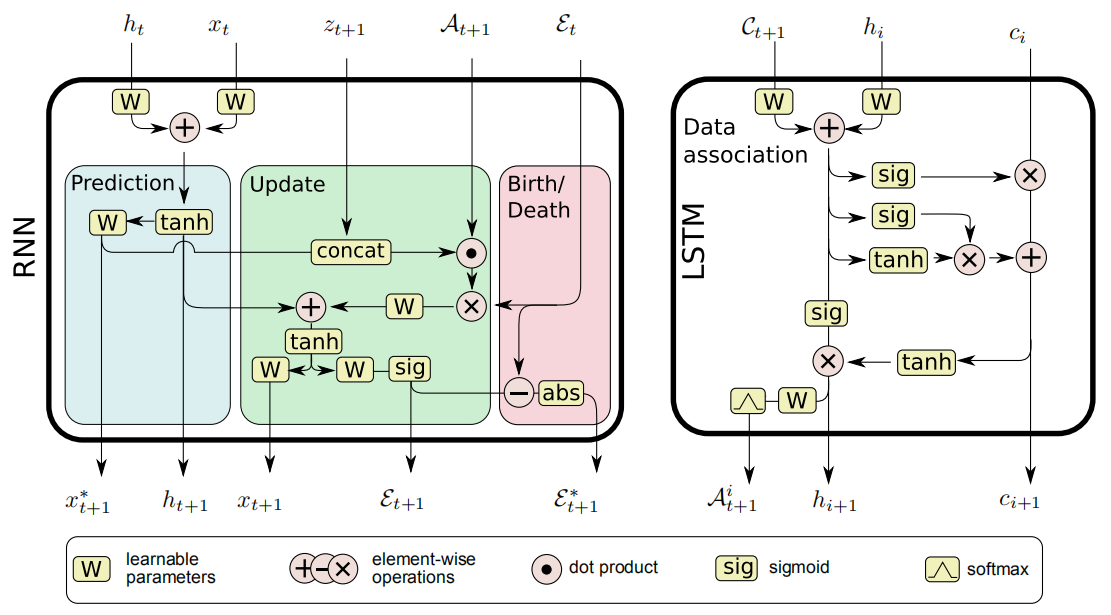 h_t x_t z_{t+1} \mathcal{A}_{t+1} \mathcal{E}_t
RNN
W W
+
Prediction
W tanh
Update
concat
•
+ W ×
tanh
W W sig
Birth/
Death
− abs
x^*_{t+1} h_{t+1} x_{t+1} \mathcal{E}_{t+1} \mathcal{E}^*_{t+1}
\mathcal{C}_{t+1} h_i c_i
LSTM
W W
+
Data
association
sig ×
sig
tanh × +
sig
× tanh
W
\mathcal{A}^i_{t+1} h_{i+1} c_{i+1}
W learnable
parameters
+ − × element-wise
operations
• dot product
sig sigmoid
softmax